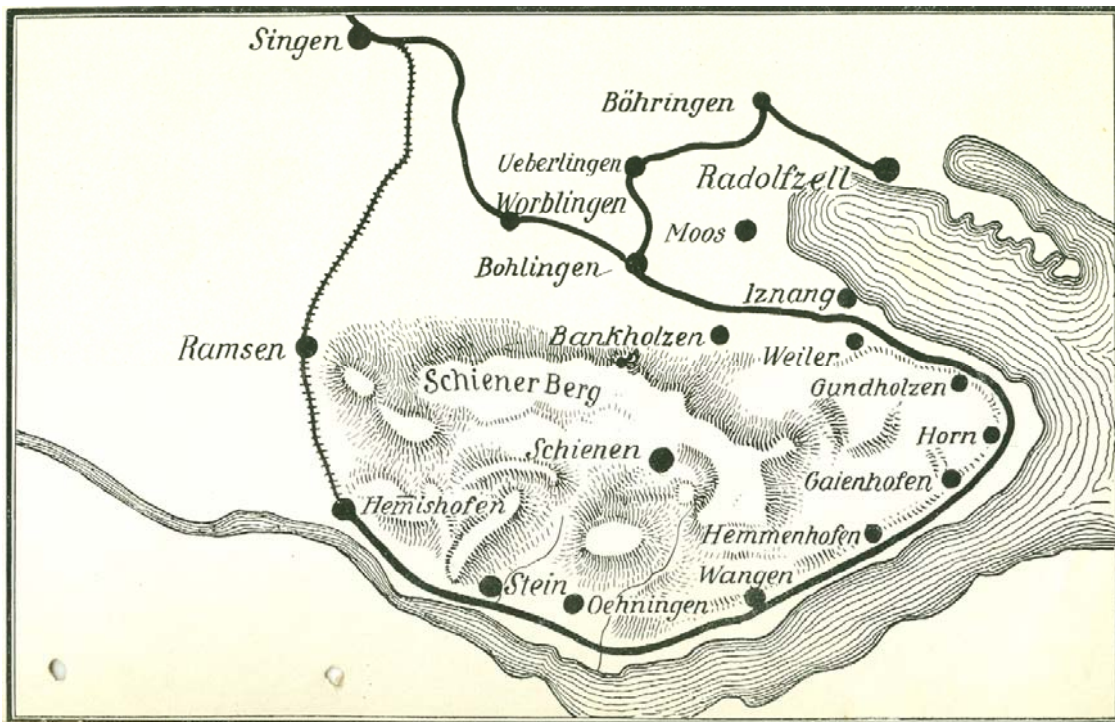 Singen
Böhringen
Ueberlingen
Radolfzell
Worblingen
Moos
Bohlingen
Iznang
Ramsen
Bankholzen
Weiler
Schiener Berg
Gundholzen
Horn
Schienen
Gaienhofen
Hemishofen
Hemmenhofen
Stein
Wangen
Oehningen